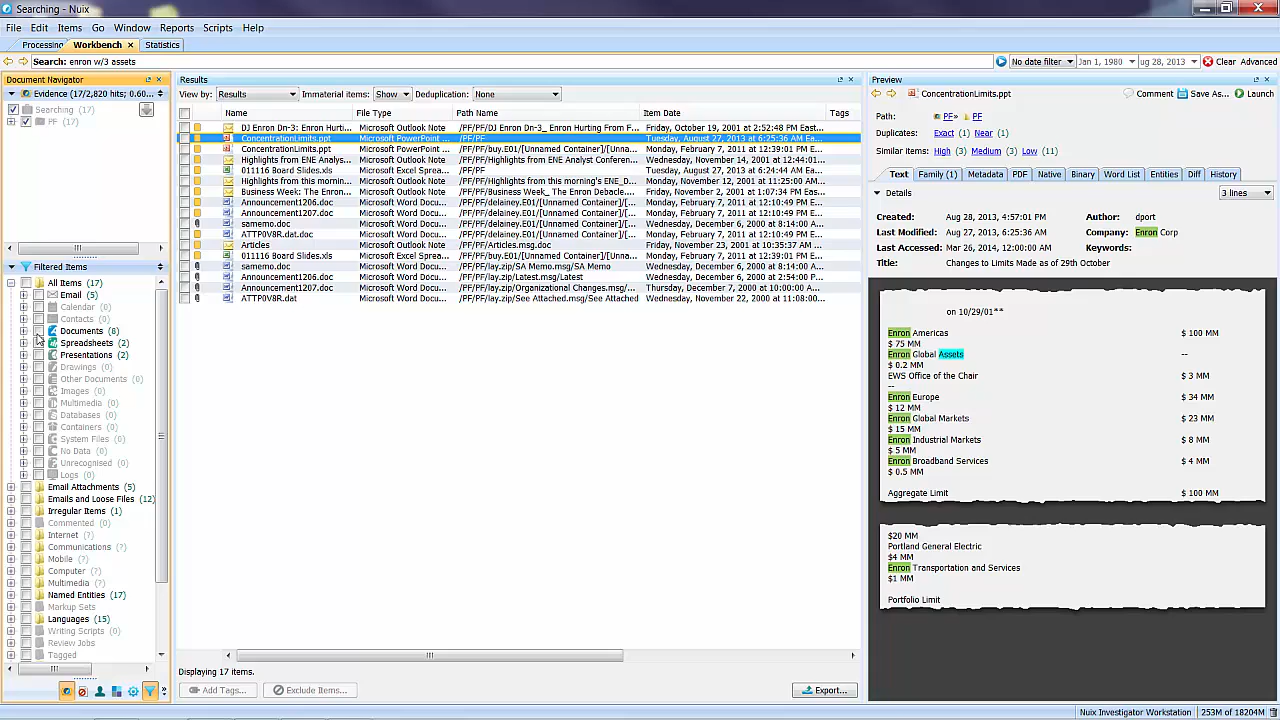 Searching - Nuix
File Edit Items Go Window Reports Scripts Help
Processing Workbench Statistics
Search: enron w/3 assets
No date filter Jan 1, 1980 ug 28, 2013 Clear Advanced
Document Navigator
Evidence (17/2,820 hits; 0.60...
Searching (17)
PF (17)
Filtered Items
All Items (17)
Email (5)
Calendar (0)
Contacts (0)
Documents (8)
Spreadsheets (2)
Presentations (2)
Drawings (0)
Other Documents (0)
Images (0)
Multimedia (0)
Databases (0)
Containers (0)
System Files (0)
No Data (0)
Unrecognised (0)
Logs (0)
Email Attachments (5)
Emails and Loose Files (12)
Irregular Items (1)
Commented (0)
Internet (?)
Communications (?)
Mobile (?)
Computer (?)
Multimedia (?)
Named Entities (17)
Markup Sets
Languages (15)
Writing Scripts (0)
Review Jobs
Tagged
Results
View by: Results Immaterial items: Show Deduplication: None
Name File Type Path Name Item Date Tags
DJ Enron Dn-3: Enron Hurti... Microsoft Outlook Note /PF/PF/DJ Enron Dn-3_ Enron Hurting From F... Friday, October 19, 2001 at 2:52:48 PM East...
ConcentrationLimits.ppt Microsoft PowerPoint ... /PF/PF Tuesday, August 27, 2013 at 6:25:36 AM Ea...
ConcentrationLimits.ppt Microsoft PowerPoint ... /PF/PF/buy.E01/[Unnamed Container]/[Unna... Monday, February 7, 2011 at 12:39:01 PM E...
Highlights from ENE Analys... Microsoft Outlook Note /PF/PF/Highlights from ENE Analyst Conferen... Wednesday, November 14, 2001 at 12:44:01...
011116 Board Slides.xls Microsoft Excel Sprea... /PF/PF Tuesday, August 27, 2013 at 6:24:44 AM Ea...
Highlights from this mornin... Microsoft Outlook Note /PF/PF/Highlights from this morning's ENE_D... Monday, November 12, 2001 at 11:25:00 AM...
Business Week: The Enron... Microsoft Outlook Note /PF/PF/Business Week_ The Enron Debacle... Friday, November 2, 2001 at 1:07:34 PM East...
Announcement1206.doc Microsoft Word Docu... /PF/PF/delainey.E01/[Unnamed Container]/[... Monday, February 7, 2011 at 12:10:49 PM E...
Announcement1207.doc Microsoft Word Docu... /PF/PF/delainey.E01/[Unnamed Container]/[... Monday, February 7, 2011 at 12:10:49 PM E...
samemo.doc Microsoft Word Docu... /PF/PF/delainey.E01/[Unnamed Container]/[... Wednesday, December 6, 2000 at 8:14:00 A...
ATTP0V8R.dat.doc Microsoft Word Docu... /PF/PF/delainey.E01/[Unnamed Container]/[... Monday, February 7, 2011 at 12:10:49 PM E...
Articles Microsoft Outlook Note /PF/PF/Articles.msg.doc Friday, November 23, 2001 at 10:35:37 AM...
011116 Board Slides.xls Microsoft Excel Sprea... /PF/PF/buy.E01/[Unnamed Container]/[Unna... Monday, February 7, 2011 at 12:39:01 PM E...
samemo.doc Microsoft Word Docu... /PF/PF/lay.zip/SA Memo.msg/SA Memo Wednesday, December 6, 2000 at 8:14:00 A...
Announcement1206.doc Microsoft Word Docu... /PF/PF/lay.zip/Latest.msg/Latest Wednesday, December 6, 2000 at 12:31:00...
Announcement1207.doc Microsoft Word Docu... /PF/PF/lay.zip/Organizational Changes.msg/... Thursday, December 7, 2000 at 10:00:00 A...
ATTP0V8R.dat Microsoft Word Docu... /PF/PF/lay.zip/See Attached.msg/See Attached Wednesday, November 22, 2000 at 11:08:00...
Displaying 17 items.
Add Tags... Exclude Items... Export...
Preview
ConcentrationLimits.ppt Comment Save As... Launch
Path: PF» PF
Duplicates: Exact (1) Near (1)
Similar items: High (3) Medium (3) Low (11)
Text Family (1) Metadata PDF Native Binary Word List Entities Diff History
Details 3 lines
Created: Aug 28, 2013, 4:57:01 PM Author: dport
Last Modified: Aug 27, 2013, 6:25:36 AM Company: Enron Corp
Last Accessed: Mar 26, 2014, 12:00:00 AM Keywords:
Title: Changes to Limits Made as of 29th October
on 10/29/01**
Enron Americas $ 100 MM
$ 75 MM
Enron Global Assets --
$ 0.2 MM
EWS Office of the Chair $ 3 MM
--
Enron Europe $ 34 MM
$ 12 MM
Enron Global Markets $ 23 MM
$ 15 MM
Enron Industrial Markets $ 8 MM
$ 5 MM
Enron Broadband Services $ 4 MM
$ 0.5 MM
Aggregate Limit $ 100 MM
$20 MM
Portland General Electric
$4 MM
Enron Transportation and Services
$1 MM
Portfolio Limit
Nuix Investigator Workstation 253M of 18204M